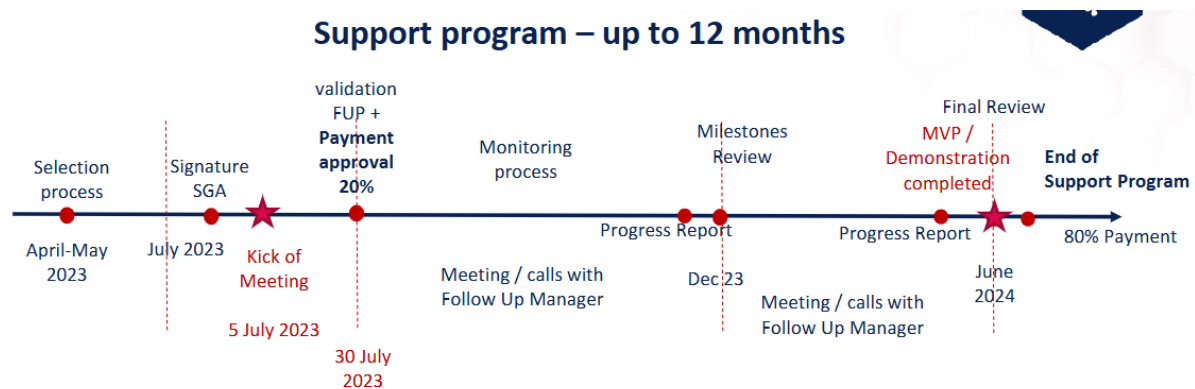 Support program – up to 12 months
Selection
process
April-May
2023
Signature
SGA
July 2023
Kick of
Meeting
5 July 2023
validation
FUP +
Payment
approval
20%
30 July
2023
Monitoring
process
Meeting / calls with
Follow Up Manager
Progress Report
Milestones
Review
Dec 23
Meeting / calls with
Follow Up Manager
Progress Report
Final Review
MVP /
Demonstration
completed
June
2024
End of
Support Program
80% Payment